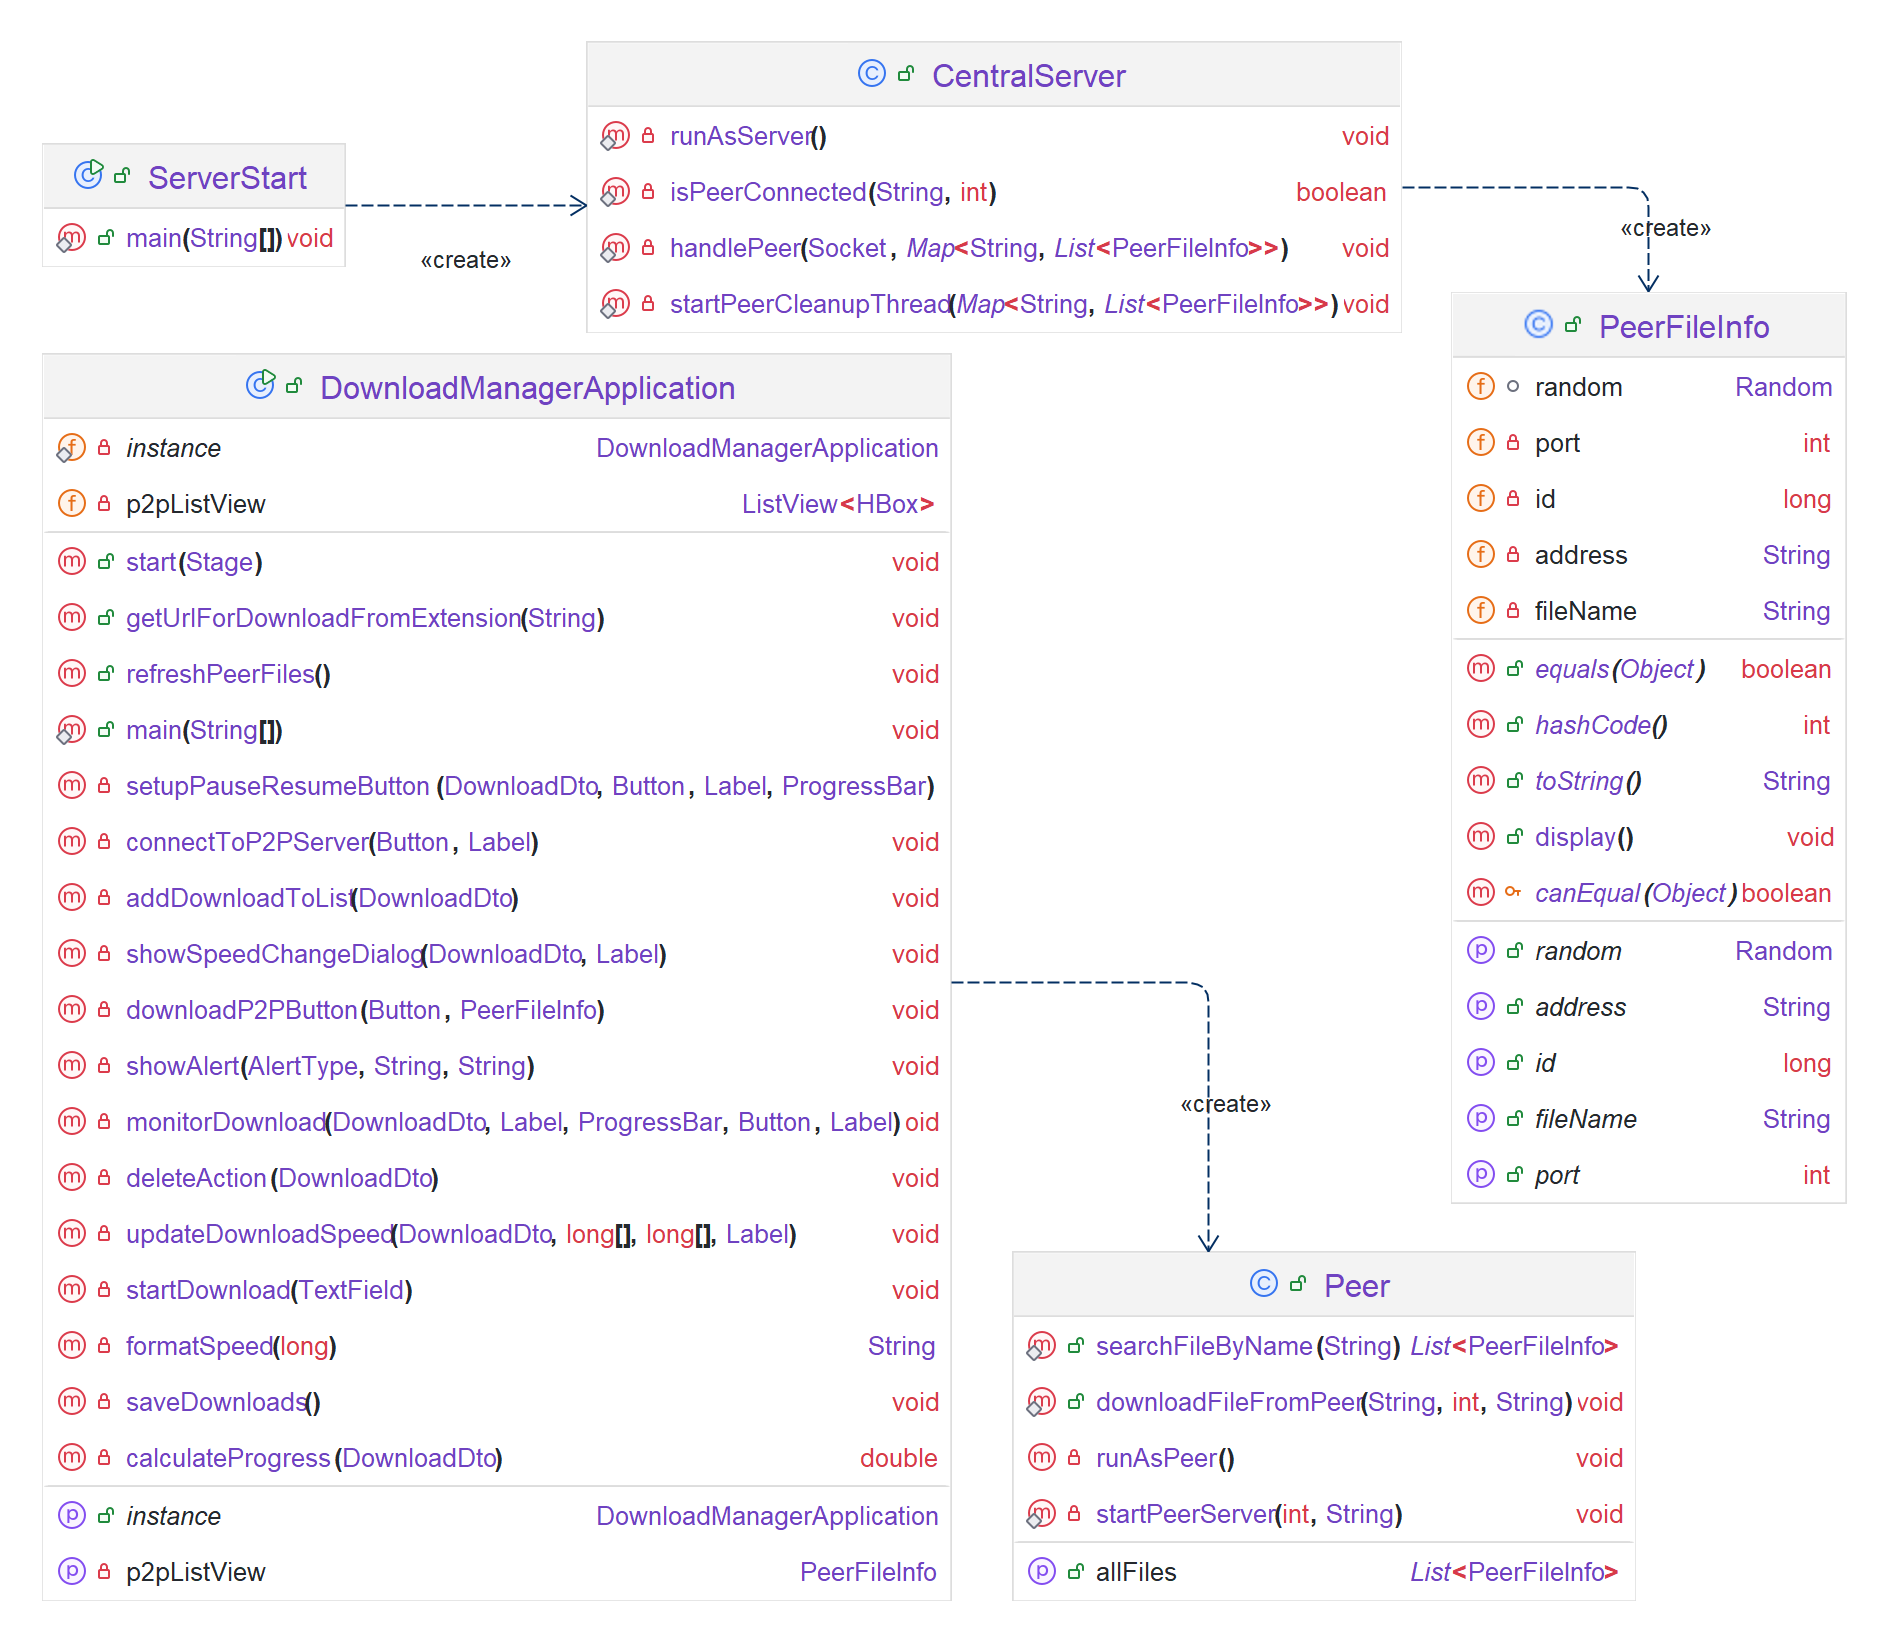 CentralServer
runAsServer() void
isPeerConnected(String, int) boolean
handlePeer(Socket, Map<String, List<PeerFileInfo>>) void
startPeerCleanupThread(Map<String, List<PeerFileInfo>>) void
ServerStart
main(String[]) void
«create»
«create»
PeerFileInfo
random Random
port int
id long
address String
fileName String
equals(Object) boolean
hashCode() int
toString() String
display() void
canEqual(Object) boolean
random Random
address String
id long
fileName String
port int
DownloadManagerApplication
instance DownloadManagerApplication
p2pListView ListView<HBox>
start(Stage) void
getUrlForDownloadFromExtension(String) void
refreshPeerFiles() void
main(String[]) void
setupPauseResumeButton(DownloadDto, Button, Label, ProgressBar)
connectToP2PServer(Button, Label) void
addDownloadToList(DownloadDto) void
showSpeedChangeDialog(DownloadDto, Label) void
downloadP2PButton(Button, PeerFileInfo) void
showAlert(AlertType, String, String) void
monitorDownload(DownloadDto, Label, ProgressBar, Button, Label) oid
deleteAction(DownloadDto) void
updateDownloadSpeed(DownloadDto, long[], long[], Label) void
startDownload(TextField) void
formatSpeed(long) String
saveDownloads() void
calculateProgress(DownloadDto) double
instance DownloadManagerApplication
p2pListView PeerFileInfo
«create»
Peer
searchFileByName(String) List<PeerFileInfo>
downloadFileFromPeer(String, int, String) void
runAsPeer() void
startPeerServer(int, String) void
allFiles List<PeerFileInfo>